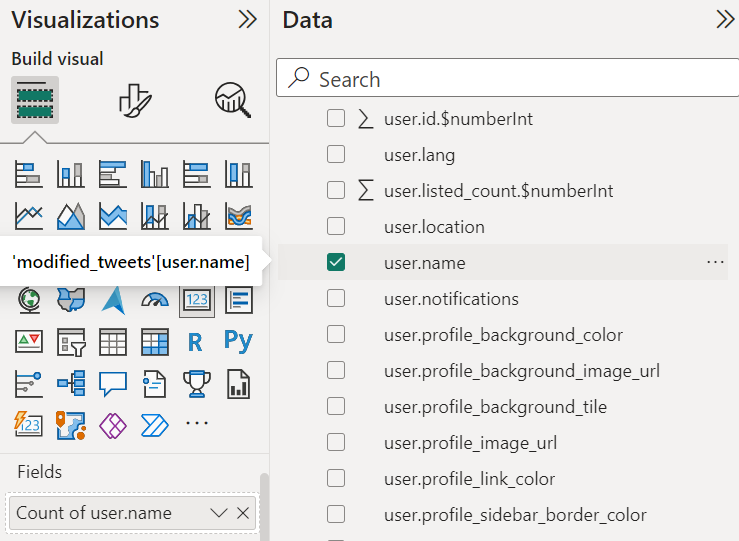 Visualizations
Build visual
'modified_tweets'[user.name]
123
R
Py
123
...
Fields
Count of user.name
Data
Search
user.id.$numberInt
user.lang
user.listed_count.$numberInt
user.location
user.name
...
user.notifications
user.profile_background_color
user.profile_background_image_url
user.profile_background_tile
user.profile_image_url
user.profile_link_color
user.profile_sidebar_border_color